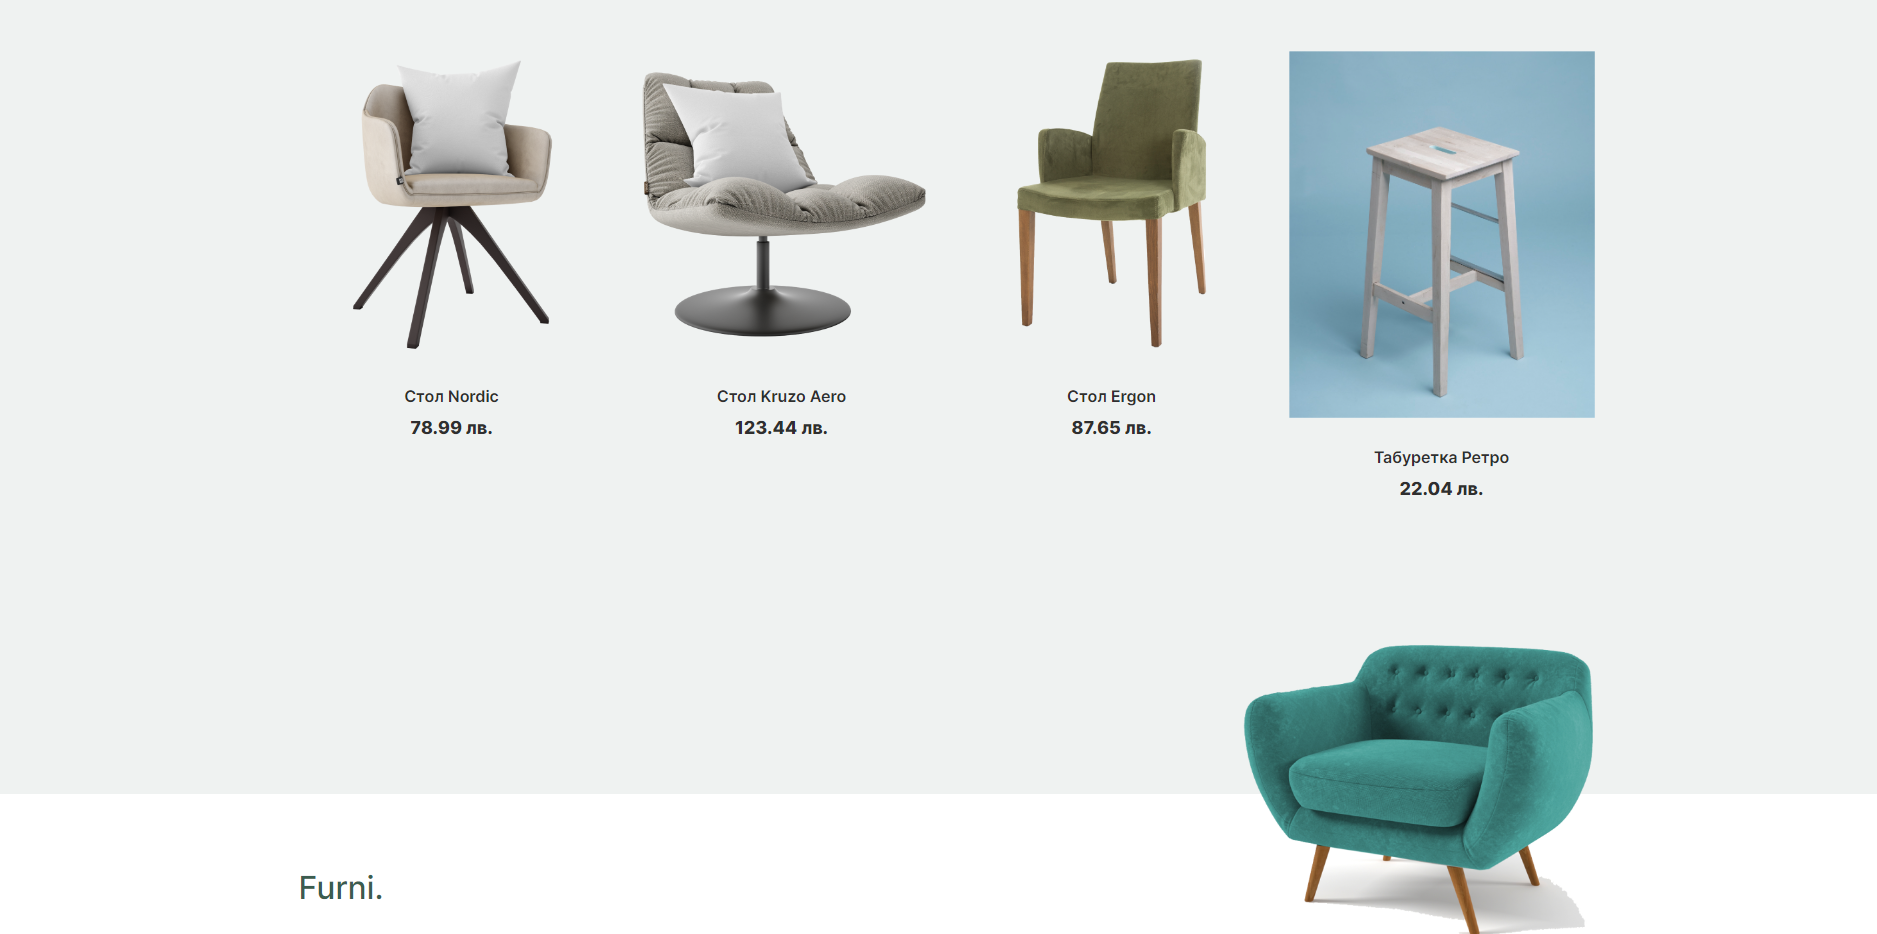 Стол Nordic
78.99 лв.
Стол Kruzo Aero
123.44 лв.
Стол Ergon
87.65 лв.
Табуретка Ретро
22.04 лв.
Furni.